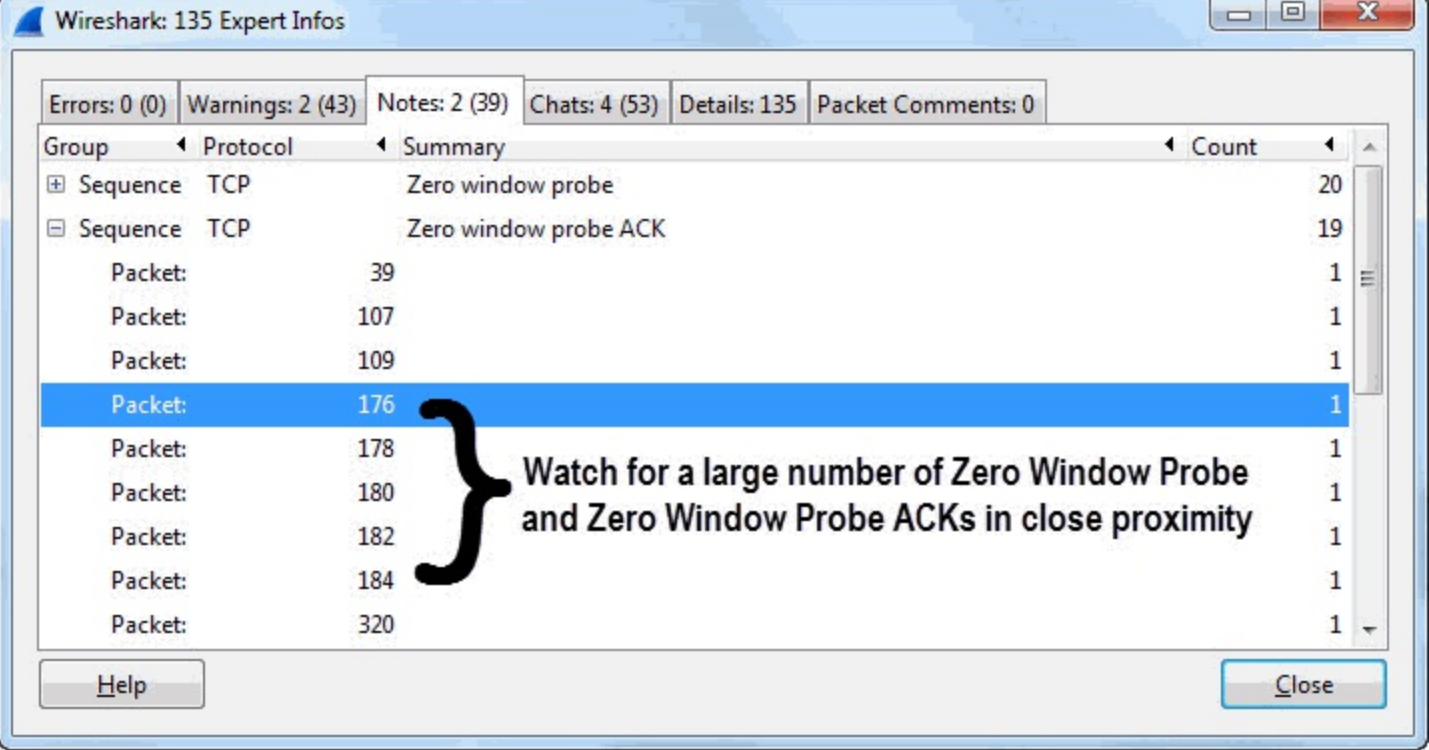 Wireshark: 135 Expert Infos
Errors: 0 (0) Warnings: 2 (43) Notes: 2 (39) Chats: 4 (53) Details: 135 Packet Comments: 0
Group Protocol Summary Count
Sequence TCP Zero window probe 20
Sequence TCP Zero window probe ACK 19
Packet: 39 1
Packet: 107 1
Packet: 109 1
Packet: 176 1
Packet: 178 1
Watch for a large number of Zero Window Probe
Packet: 180 1
and Zero Window Probe ACKs in close proximity
Packet: 182 1
Packet: 184 1
Packet: 320 1
Help Close